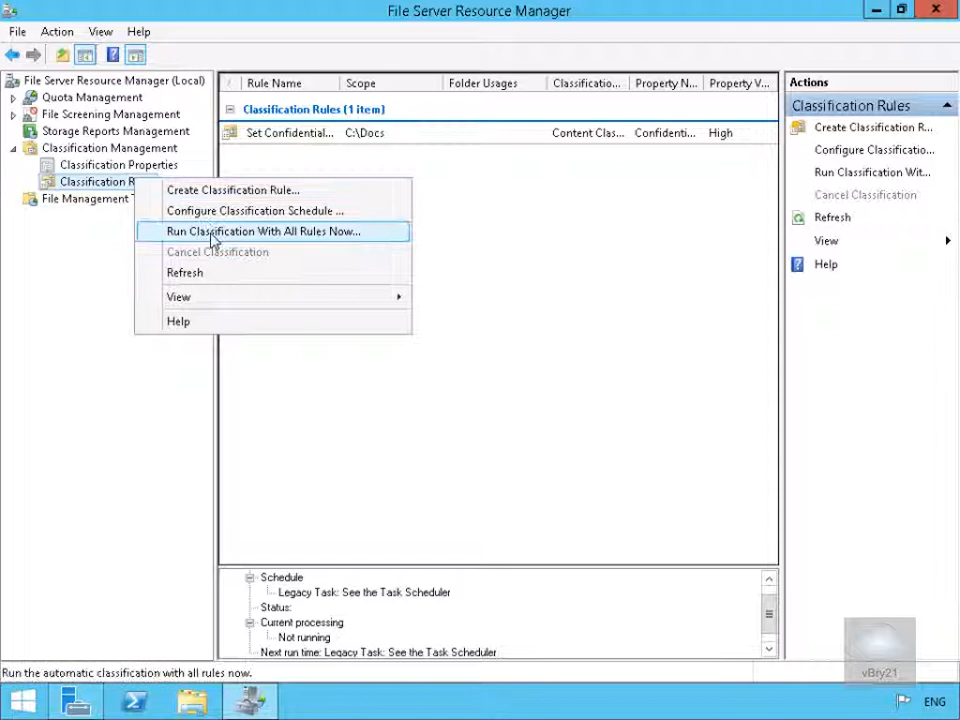 File Server Resource Manager
File Action View Help
File Server Resource Manager (Local)
Quota Management
File Screening Management
Storage Reports Management
Classification Management
Classification Properties
Classification R
File Management T
Rule Name Scope Folder Usages Classificatio... Property N... Property V...
Classification Rules (1 item)
Set Confidential... C:\Docs Content Clas... Confidenti... High
Create Classification Rule...
Configure Classification Schedule ...
Run Classification With All Rules Now...
Cancel Classification
Refresh
View
Help
Schedule
Legacy Task: See the Task Scheduler
Status:
Current processing
Not running
Next run time: Legacy Task: See the Task Scheduler
Actions
Classification Rules
Create Classification R...
Configure Classificatio...
Run Classification Wit...
Cancel Classification
Refresh
View
Help
Run the automatic classification with all rules now.
vBry21
ENG